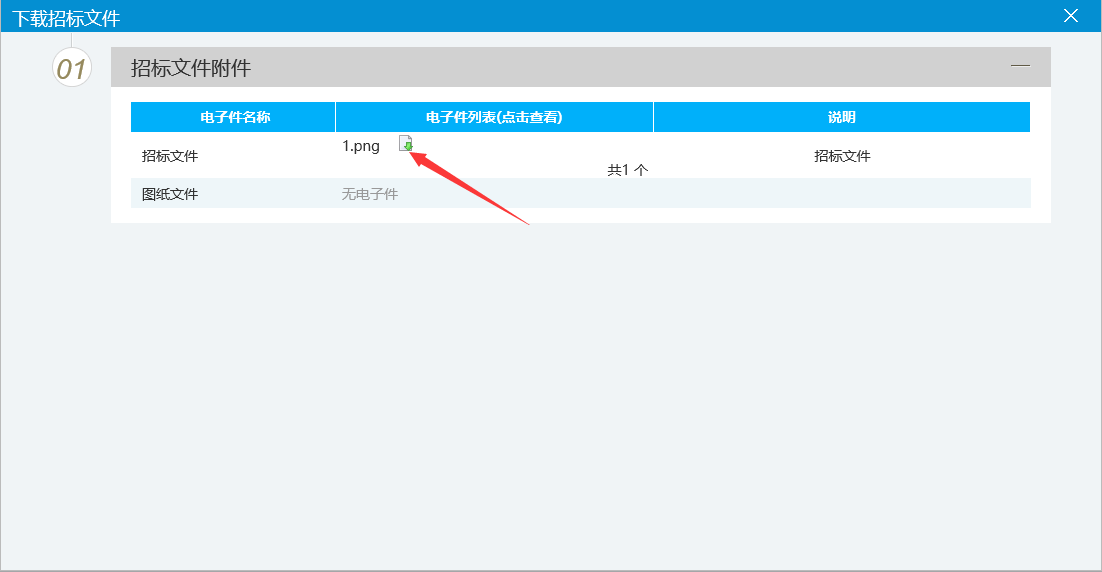 下载招标文件
01 招标文件附件
电子件名称 电子件列表(点击查看) 说明
招标文件 1.png 招标文件
共1 个
图纸文件 无电子件